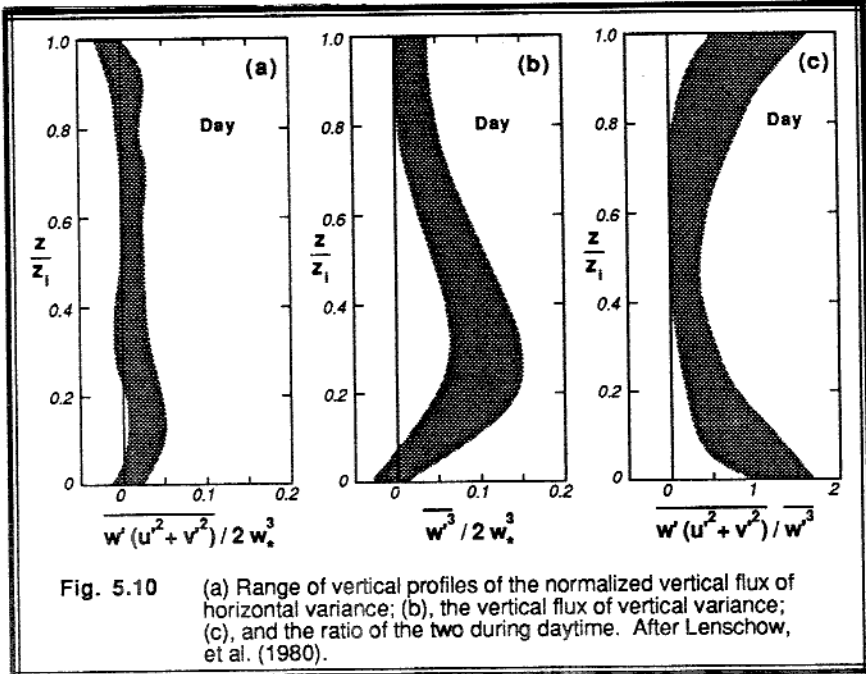 (a)
Day
1.0
0.8
0.6
z
z_i
0.4
0.2
0
0
0.1
0.2
w' (u'² + v'²) / 2 w_*³
(b)
Day
1.0
0.8
0.6
z
z_i
0.4
0.2
0
0
0.1
0.2
w'³ / 2 w_*³
(c)
Day
1.0
0.8
0.6
z
z_i
0.4
0.2
0
0
1
2
w' (u'² + v'²) / w'³
Fig. 5.10 (a) Range of vertical profiles of the normalized vertical flux of
horizontal variance; (b), the vertical flux of vertical variance;
(c), and the ratio of the two during daytime. After Lenschow,
et al. (1980).